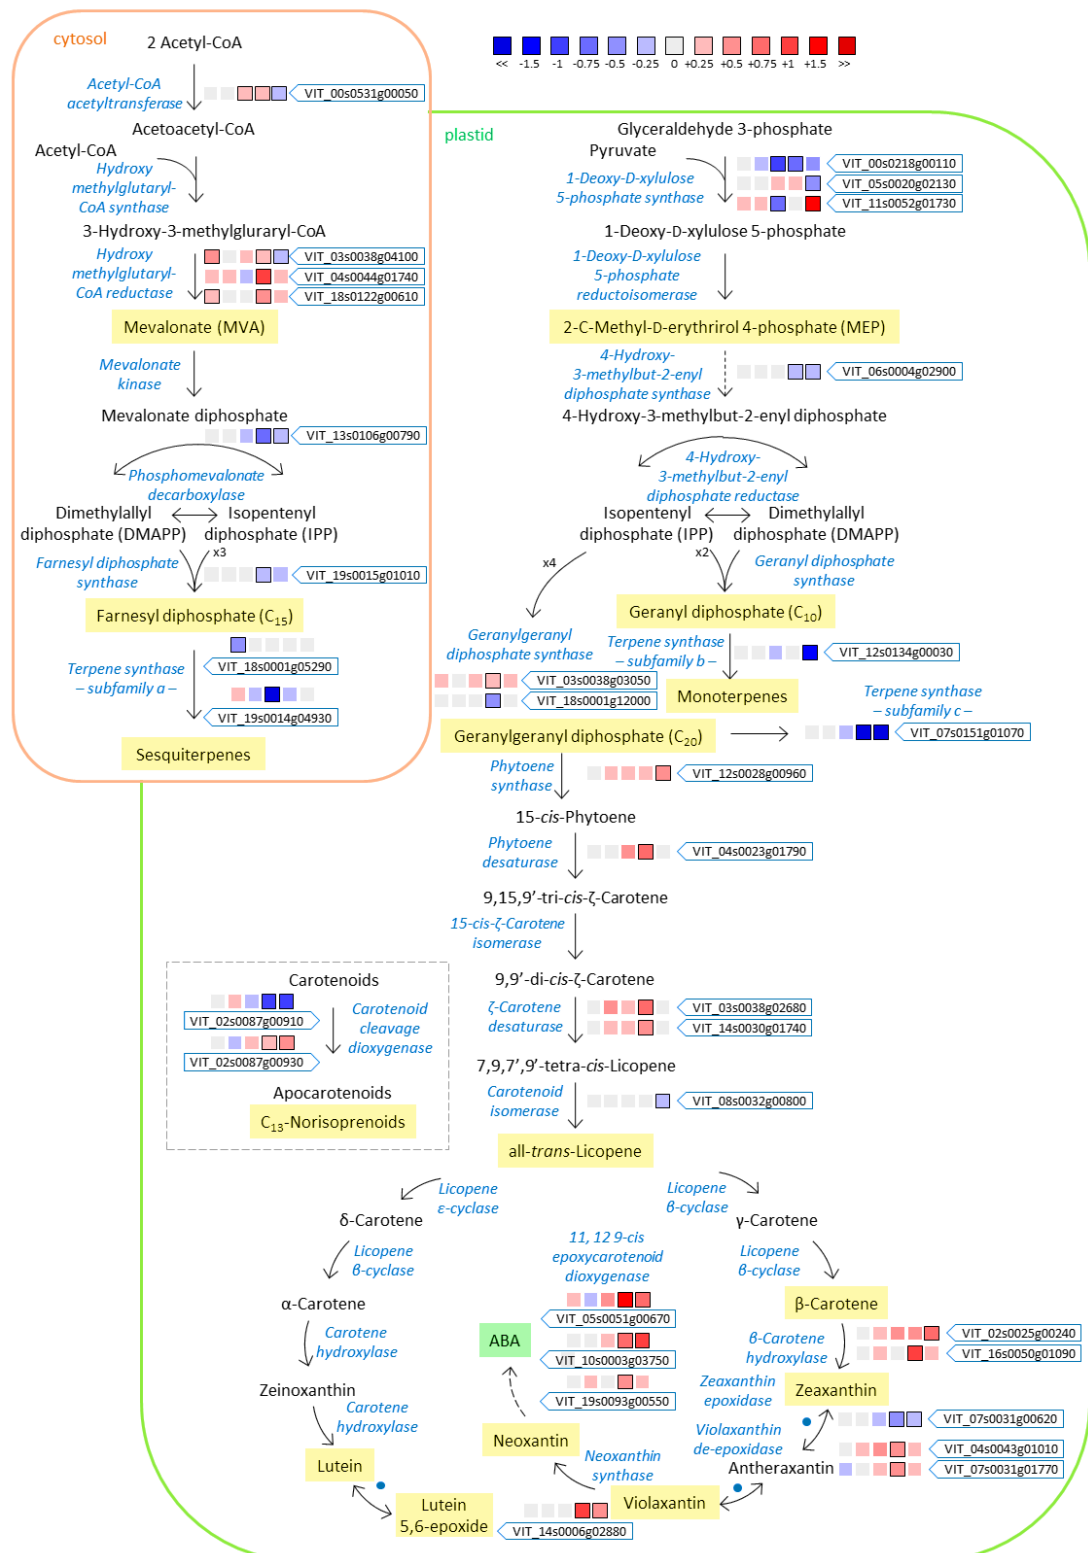 cytosol
2 Acetyl-CoA
Acetyl-CoA
acetyltransferase
VIT_00s0531g00050
Acetoacetyl-CoA
Acetyl-CoA
Hydroxy
methylglutaryl-
CoA synthase
3-Hydroxy-3-methylgluraryl-CoA
Hydroxy
methylglutaryl-
CoA reductase
VIT_03s0038g04100
VIT_04s0044g01740
VIT_18s0122g00610
Mevalonate (MVA)
Mevalonate
kinase
Mevalonate diphosphate
VIT_13s0106g00790
Phosphomevalonate
decarboxylase
Dimethylallyl
diphosphate (DMAPP)
Isopentenyl
diphosphate (IPP)
x3
Farnesyl diphosphate
synthase
VIT_19s0015g01010
Farnesyl diphosphate (C15)
VIT_18s0001g05290
Terpene synthase
– subfamily a –
VIT_19s0014g04930
Sesquiterpenes
<< -1.5 -1 -0.75 -0.5 -0.25 0 +0.25 +0.5 +0.75 +1 +1.5 >>
plastid
Glyceraldehyde 3-phosphate
Pyruvate
1-Deoxy-D-xylulose
5-phosphate synthase
VIT_00s0218g00110
VIT_05s0020g02130
VIT_11s0052g01730
1-Deoxy-D-xylulose 5-phosphate
1-Deoxy-D-xylulose
5-phosphate
reductoisomerase
2-C-Methyl-D-erythrirol 4-phosphate (MEP)
4-Hydroxy-
3-methylbut-2-enyl
diphosphate synthase
VIT_06s0004g02900
4-Hydroxy-3-methylbut-2-enyl diphosphate
4-Hydroxy-
3-methylbut-2-enyl
diphosphate reductase
Isopentenyl
diphosphate (IPP)
Dimethylallyl
diphosphate (DMAPP)
x4
x2
Geranyl diphosphate
synthase
Geranyl diphosphate (C10)
Geranylgeranyl
diphosphate synthase
Terpene synthase
– subfamily b –
VIT_12s0134g00030
VIT_03s0038g03050
VIT_18s0001g12000
Monoterpenes
Terpene synthase
– subfamily c –
VIT_07s0151g01070
Geranylgeranyl diphosphate (C20)
Phytoene
synthase
VIT_12s0028g00960
15-cis-Phytoene
Phytoene
desaturase
VIT_04s0023g01790
9,15,9’-tri-cis-ζ-Carotene
15-cis-ζ-Carotene
isomerase
9,9’-di-cis-ζ-Carotene
ζ-Carotene
desaturase
VIT_03s0038g02680
VIT_14s0030g01740
7,9,7’,9’-tetra-cis-Licopene
Carotenoid
isomerase
VIT_08s0032g00800
all-trans-Licopene
Carotenoids
VIT_02s0087g00910
Carotenoid
cleavage
dioxygenase
VIT_02s0087g00930
Apocarotenoids
C13-Norisoprenoids
Licopene
ε-cyclase
Licopene
β-cyclase
δ-Carotene
γ-Carotene
Licopene
β-cyclase
11, 12 9-cis
epoxycarotenoid
dioxygenase
Licopene
β-cyclase
α-Carotene
VIT_05s0051g00670
β-Carotene
Carotene
hydroxylase
ABA
VIT_10s0003g03750
β-Carotene
hydroxylase
VIT_02s0025g00240
VIT_16s0050g01090
Zeinoxanthin
VIT_19s0093g00550
Zeaxanthin
epoxidase
Zeaxanthin
Carotene
hydroxylase
Neoxantin
Violaxanthin
de-epoxidase
VIT_07s0031g00620
VIT_04s0043g01010
Lutein
Neoxanthin
synthase
Antheraxantin
VIT_07s0031g01770
Lutein
5,6-epoxide
Violaxantin
VIT_14s0006g02880